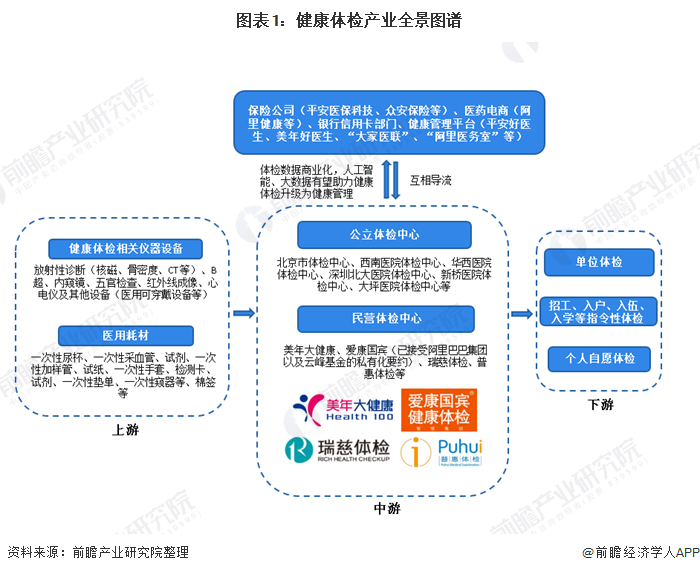 图表1：健康体检产业全景图谱
保险公司（平安医保科技、众安保险等）、医药电商（阿
里健康等）、银行信用卡部门、健康管理平台（平安好医
生、美年好医生、“大家医联”、“阿里医务室”等）
体检数据商业化，人工智
能、大数据有望助力健康
体检升级为健康管理
互相导流
健康体检相关仪器设备
放射性诊断（核磁、骨密度、CT等）、B
超、内窥镜、五官检查、红外线成像、心
电仪及其他设备（医用可穿戴设备等）
医用耗材
一次性尿杯、一次性采血管、试剂、一次
性加样管、试纸、一次性手套、检测卡、
试剂、一次性垫单、一次性窥器等、棉签
等
上游
公立体检中心
北京市体检中心、西南医院体检中心、华西医院
体检中心、深圳北大医院体检中心、新桥医院体
检中心、大坪医院体检中心等
民营体检中心
美年大健康、爱康国宾（已接受阿里巴巴集团
以及云峰基金的私有化要约）、瑞慈体检、普
惠体检等
美年大健康
Health 100
爱康国宾
健康体检
瑞慈体检
RICH HEALTH CHECKUP
Puhui
普惠体检
Puhui Medical Examination
中游
单位体检
招工、入户、入伍、
入学等指令性体检
个人自愿体检
下游
前瞻产业研究院
前瞻产业研究院
前瞻产业研究院
资料来源：前瞻产业研究院整理
@前瞻经济学人APP